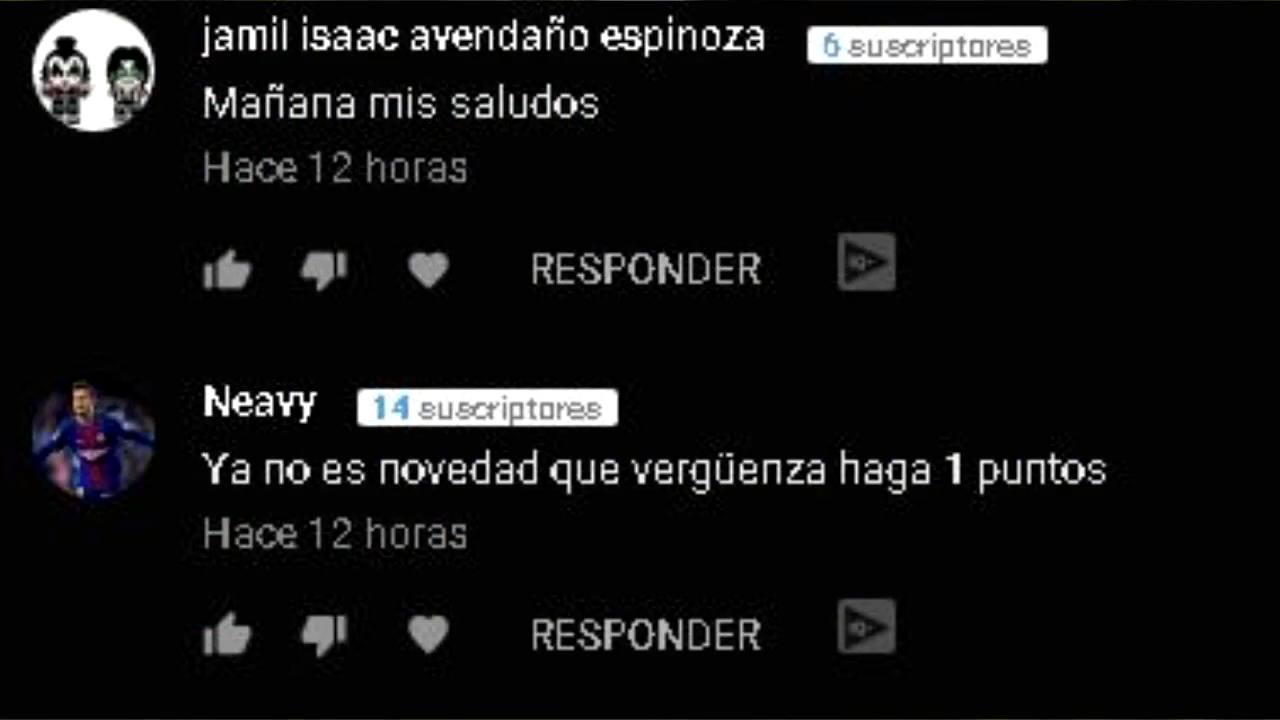 jamil isaac avendaño espinoza 6 suscriptores
Mañana mis saludos
Hace 12 horas
RESPONDER
Neavy 14 suscriptores
Ya no es novedad que vergüenza haga 1 puntos
Hace 12 horas
RESPONDER